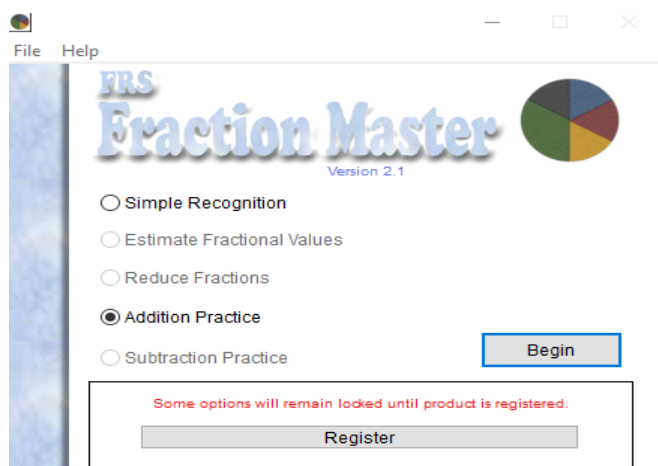 File Help
FRS
Fraction Master
Version 2.1
Simple Recognition
Estimate Fractional Values
Reduce Fractions
Addition Practice
Subtraction Practice
Begin
Some options will remain locked until product is registered.
Register